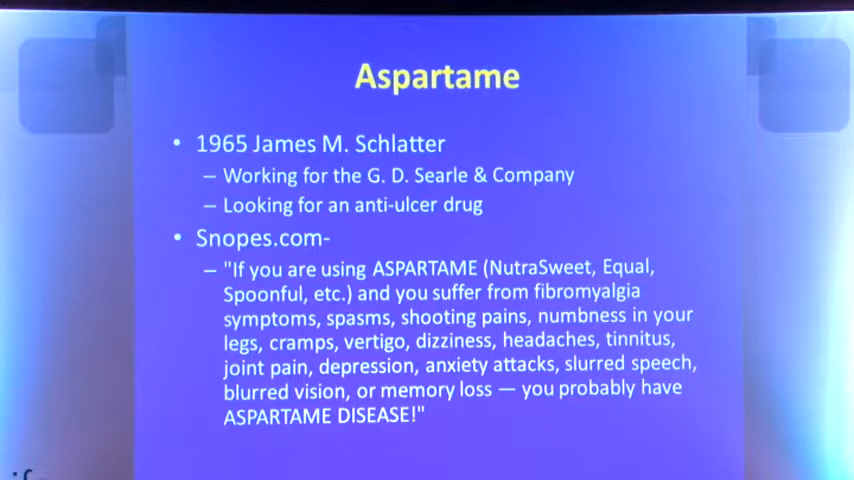 Aspartame
• 1965 James M. Schlatter
– Working for the G. D. Searle & Company
– Looking for an anti-ulcer drug
• Snopes.com-
– "If you are using ASPARTAME (NutraSweet, Equal,
Spoonful, etc.) and you suffer from fibromyalgia
symptoms, spasms, shooting pains, numbness in your
legs, cramps, vertigo, dizziness, headaches, tinnitus,
joint pain, depression, anxiety attacks, slurred speech,
blurred vision, or memory loss — you probably have
ASPARTAME DISEASE!"